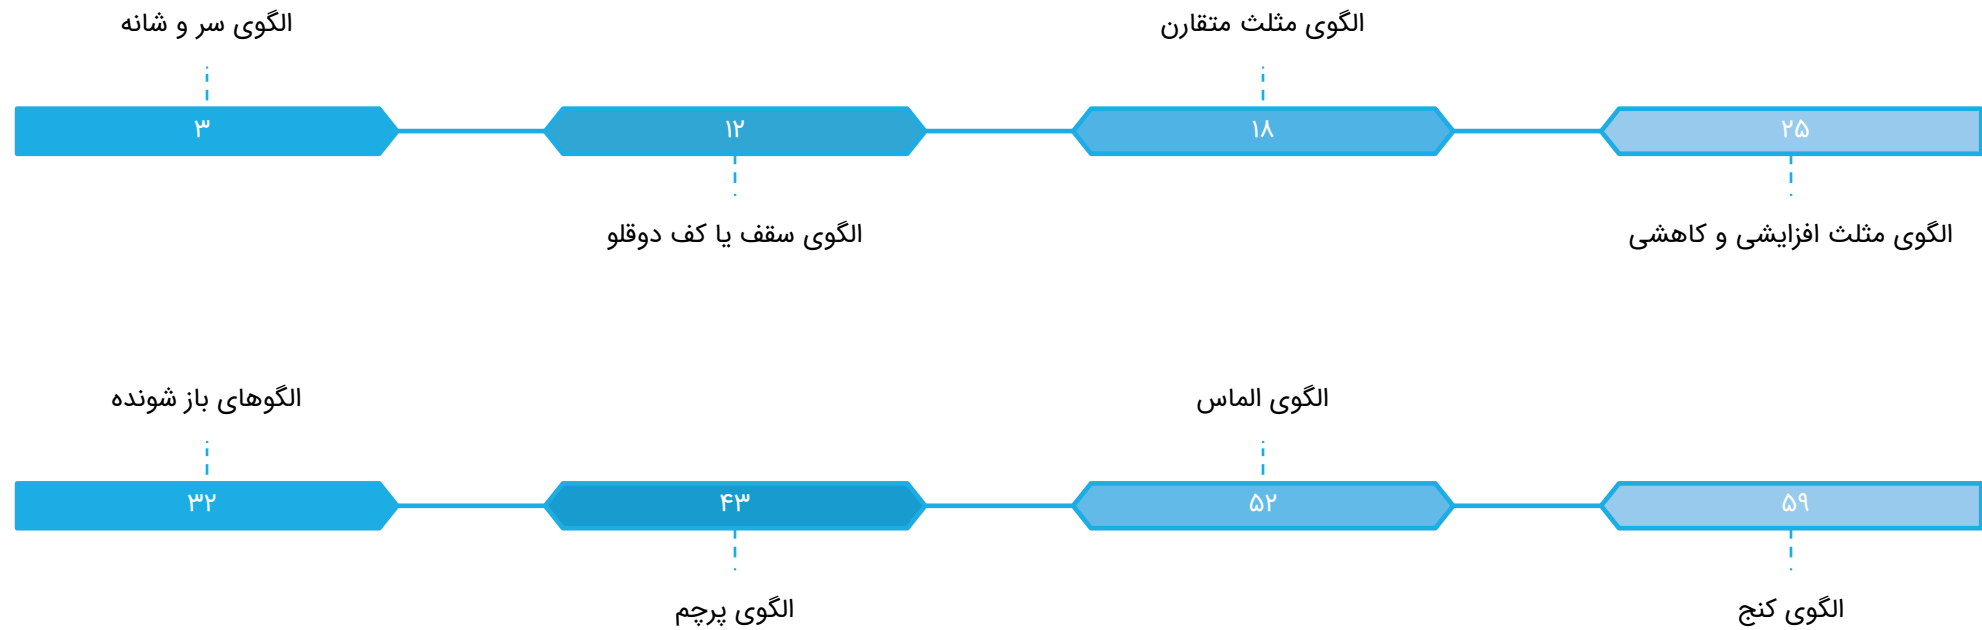 الگوی سر و شانه
۳
۱۲
الگوی سقف یا کف دوقلو
الگوی مثلث متقارن
۱۸
۲۵
الگوی مثلث افزایشی و کاهشی
الگوهای باز شونده
۳۲
۴۳
الگوی پرچم
الگوی الماس
۵۲
۵۹
الگوی کنج